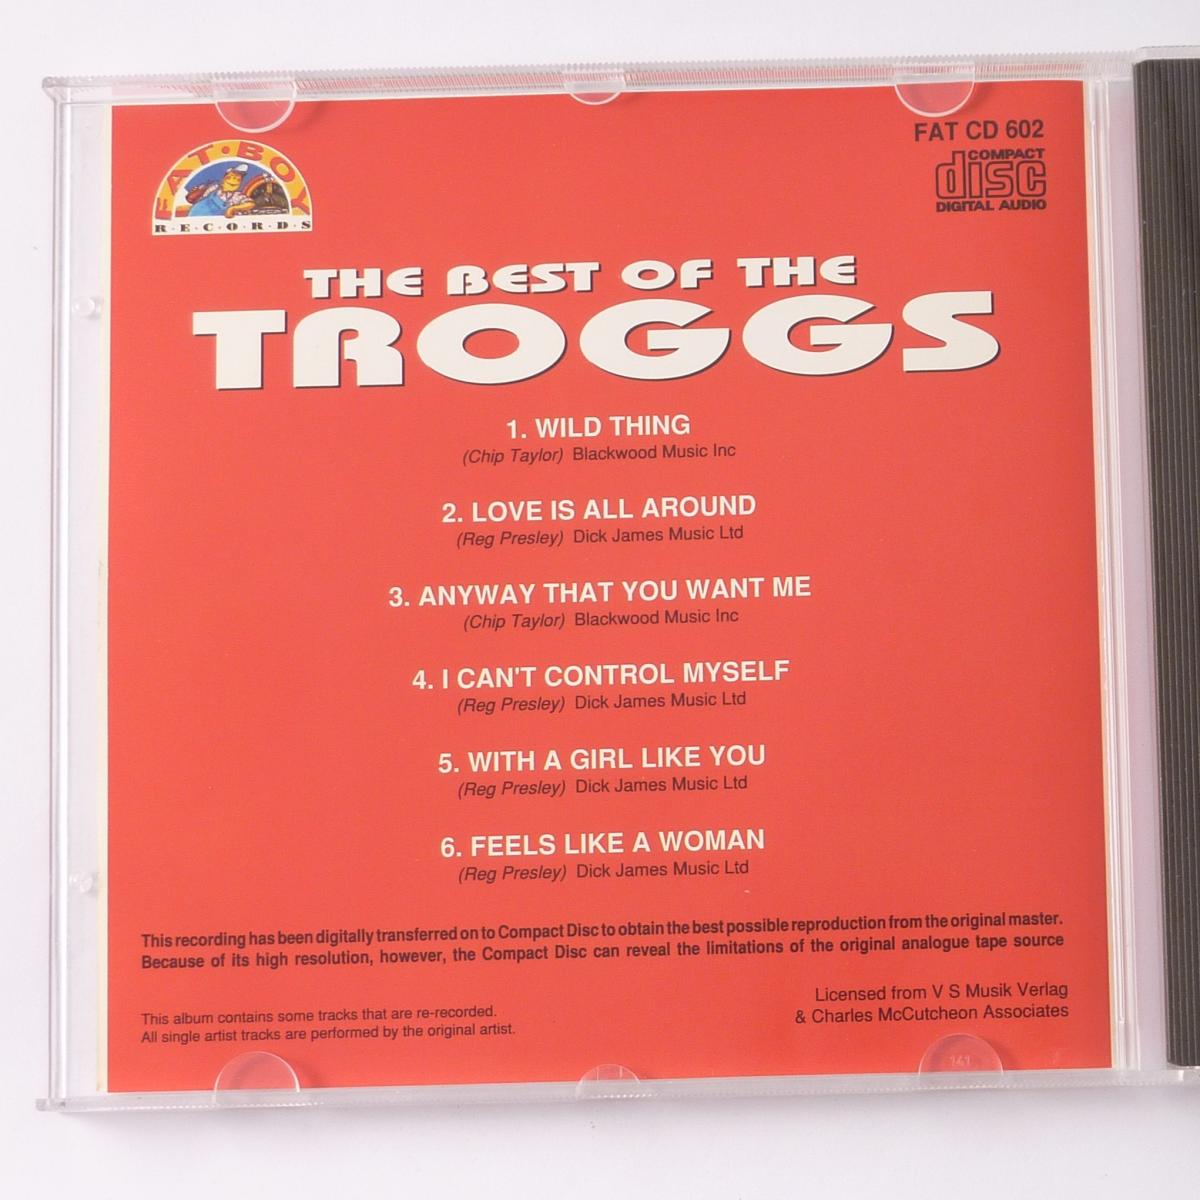 FAT·BOY
R·E·C·O·R·D·S
FAT CD 602
COMPACT
disc
DIGITAL AUDIO
THE BEST OF THE
TROGGS
1. WILD THING
(Chip Taylor) Blackwood Music Inc
2. LOVE IS ALL AROUND
(Reg Presley) Dick James Music Ltd
3. ANYWAY THAT YOU WANT ME
(Chip Taylor) Blackwood Music Inc
4. I CAN'T CONTROL MYSELF
(Reg Presley) Dick James Music Ltd
5. WITH A GIRL LIKE YOU
(Reg Presley) Dick James Music Ltd
6. FEELS LIKE A WOMAN
(Reg Presley) Dick James Music Ltd
This recording has been digitally transferred on to Compact Disc to obtain the best possible reproduction from the original master.
Because of its high resolution, however, the Compact Disc can reveal the limitations of the original analogue tape source
This album contains some tracks that are re-recorded.
All single artist tracks are performed by the original artist.
Licensed from V S Musik Verlag
& Charles McCutcheon Associates
141